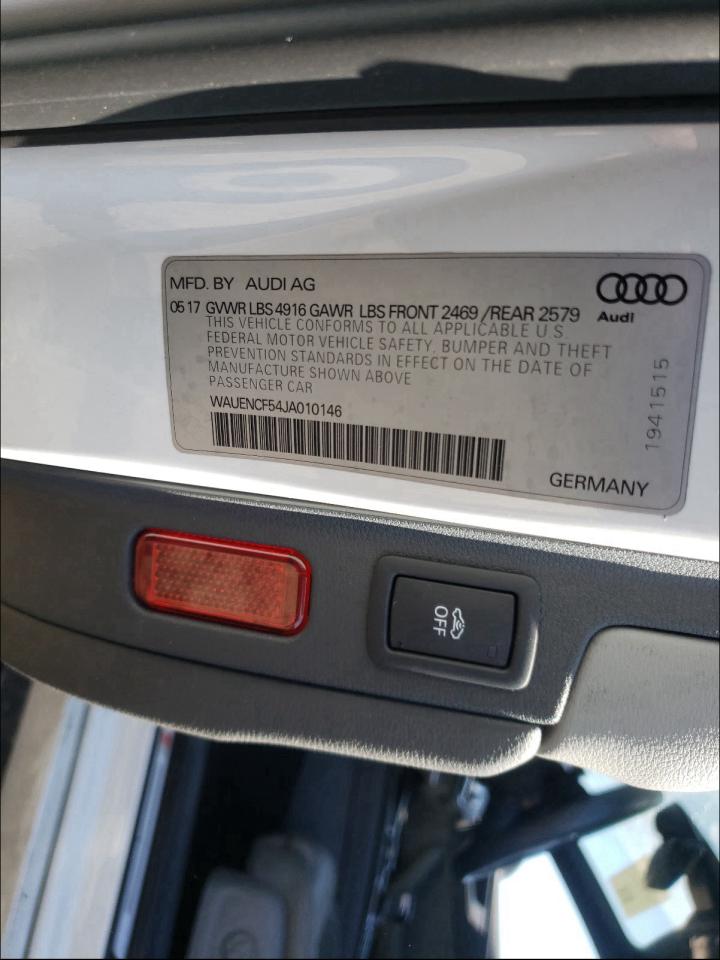 MFD. BY AUDI AG
05 17 GVWR LBS 4916 GAWR LBS FRONT 2469 / REAR 2579
THIS VEHICLE CONFORMS TO ALL APPLICABLE U S
FEDERAL MOTOR VEHICLE SAFETY, BUMPER AND THEFT
PREVENTION STANDARDS IN EFFECT ON THE DATE OF
MANUFACTURE SHOWN ABOVE
PASSENGER CAR
WAUENCF54JA010146
Audi
1941515
GERMANY
OFF